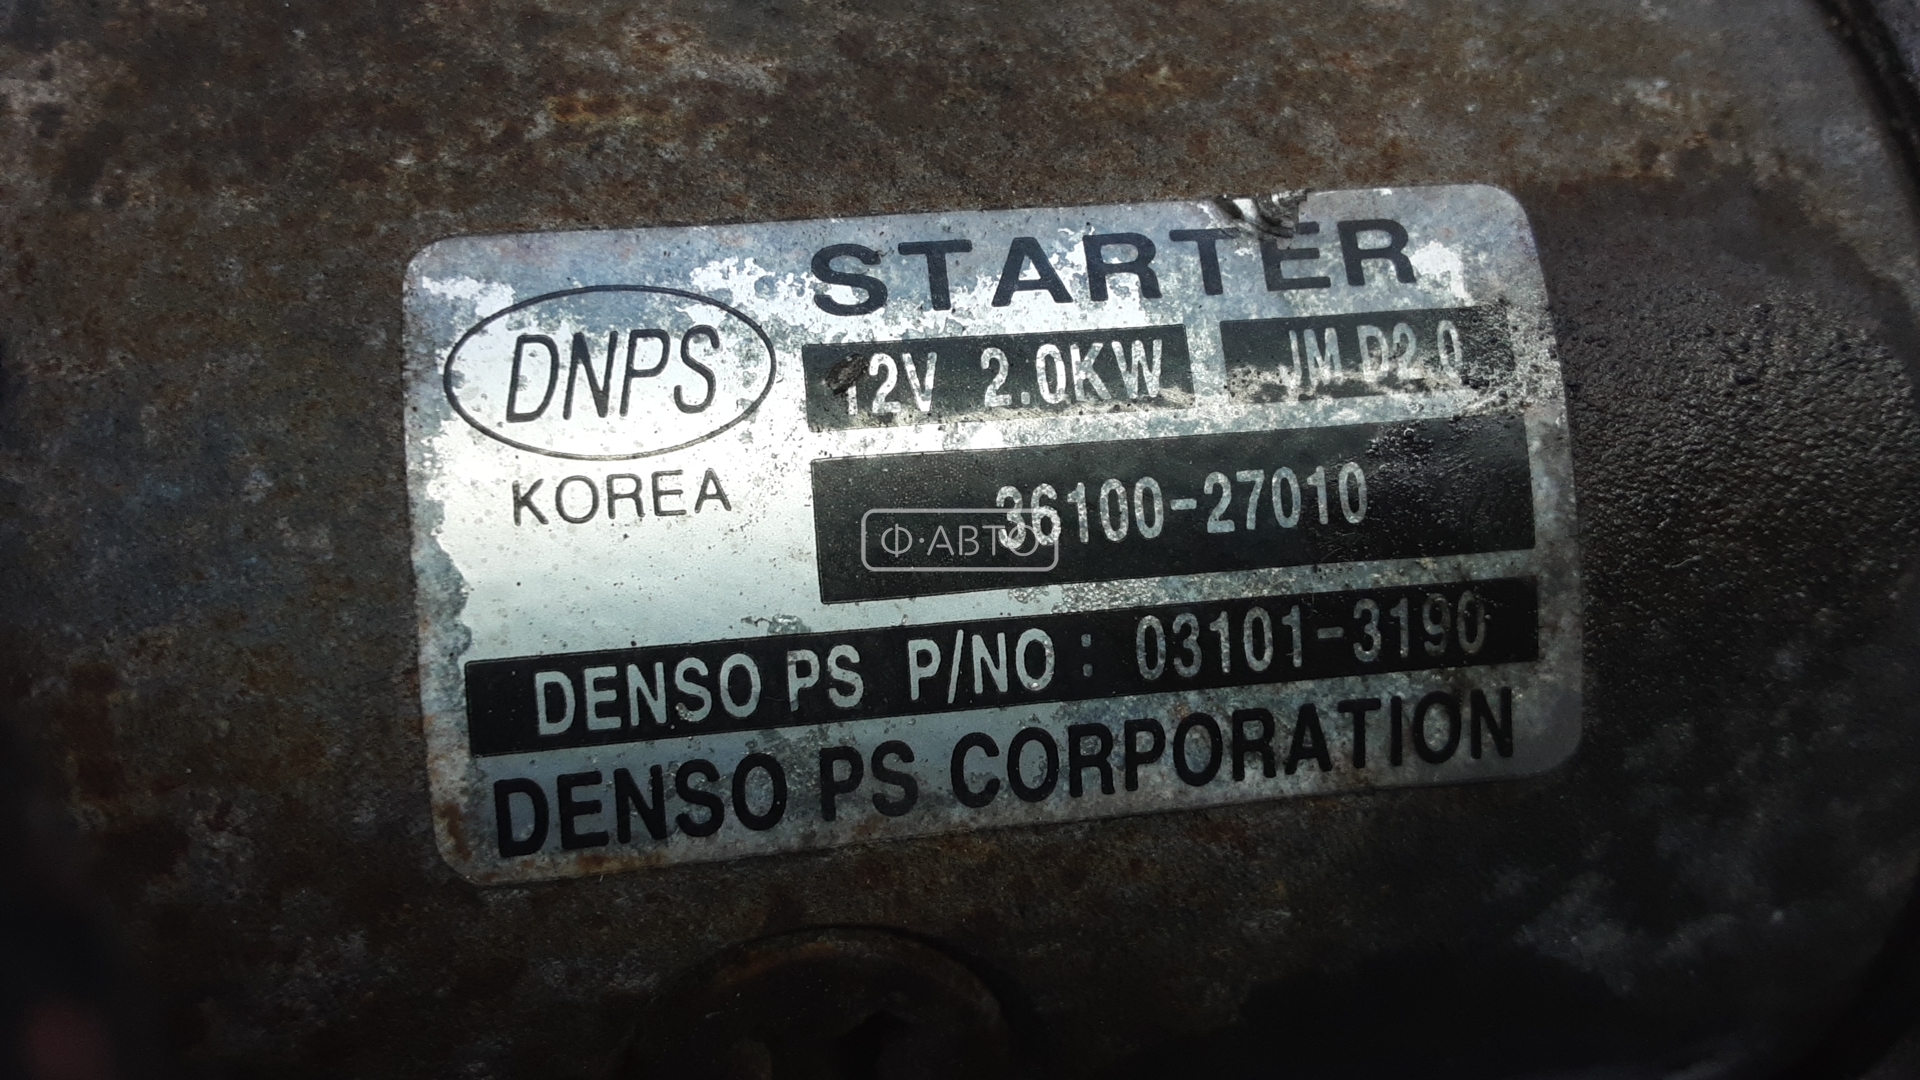 STARTER
DNPS
12V 2.0KW JM D2.0
KOREA
36100-27010
Ф·АВТО
DENSO PS P/NO : 03101-3190
DENSO PS CORPORATION